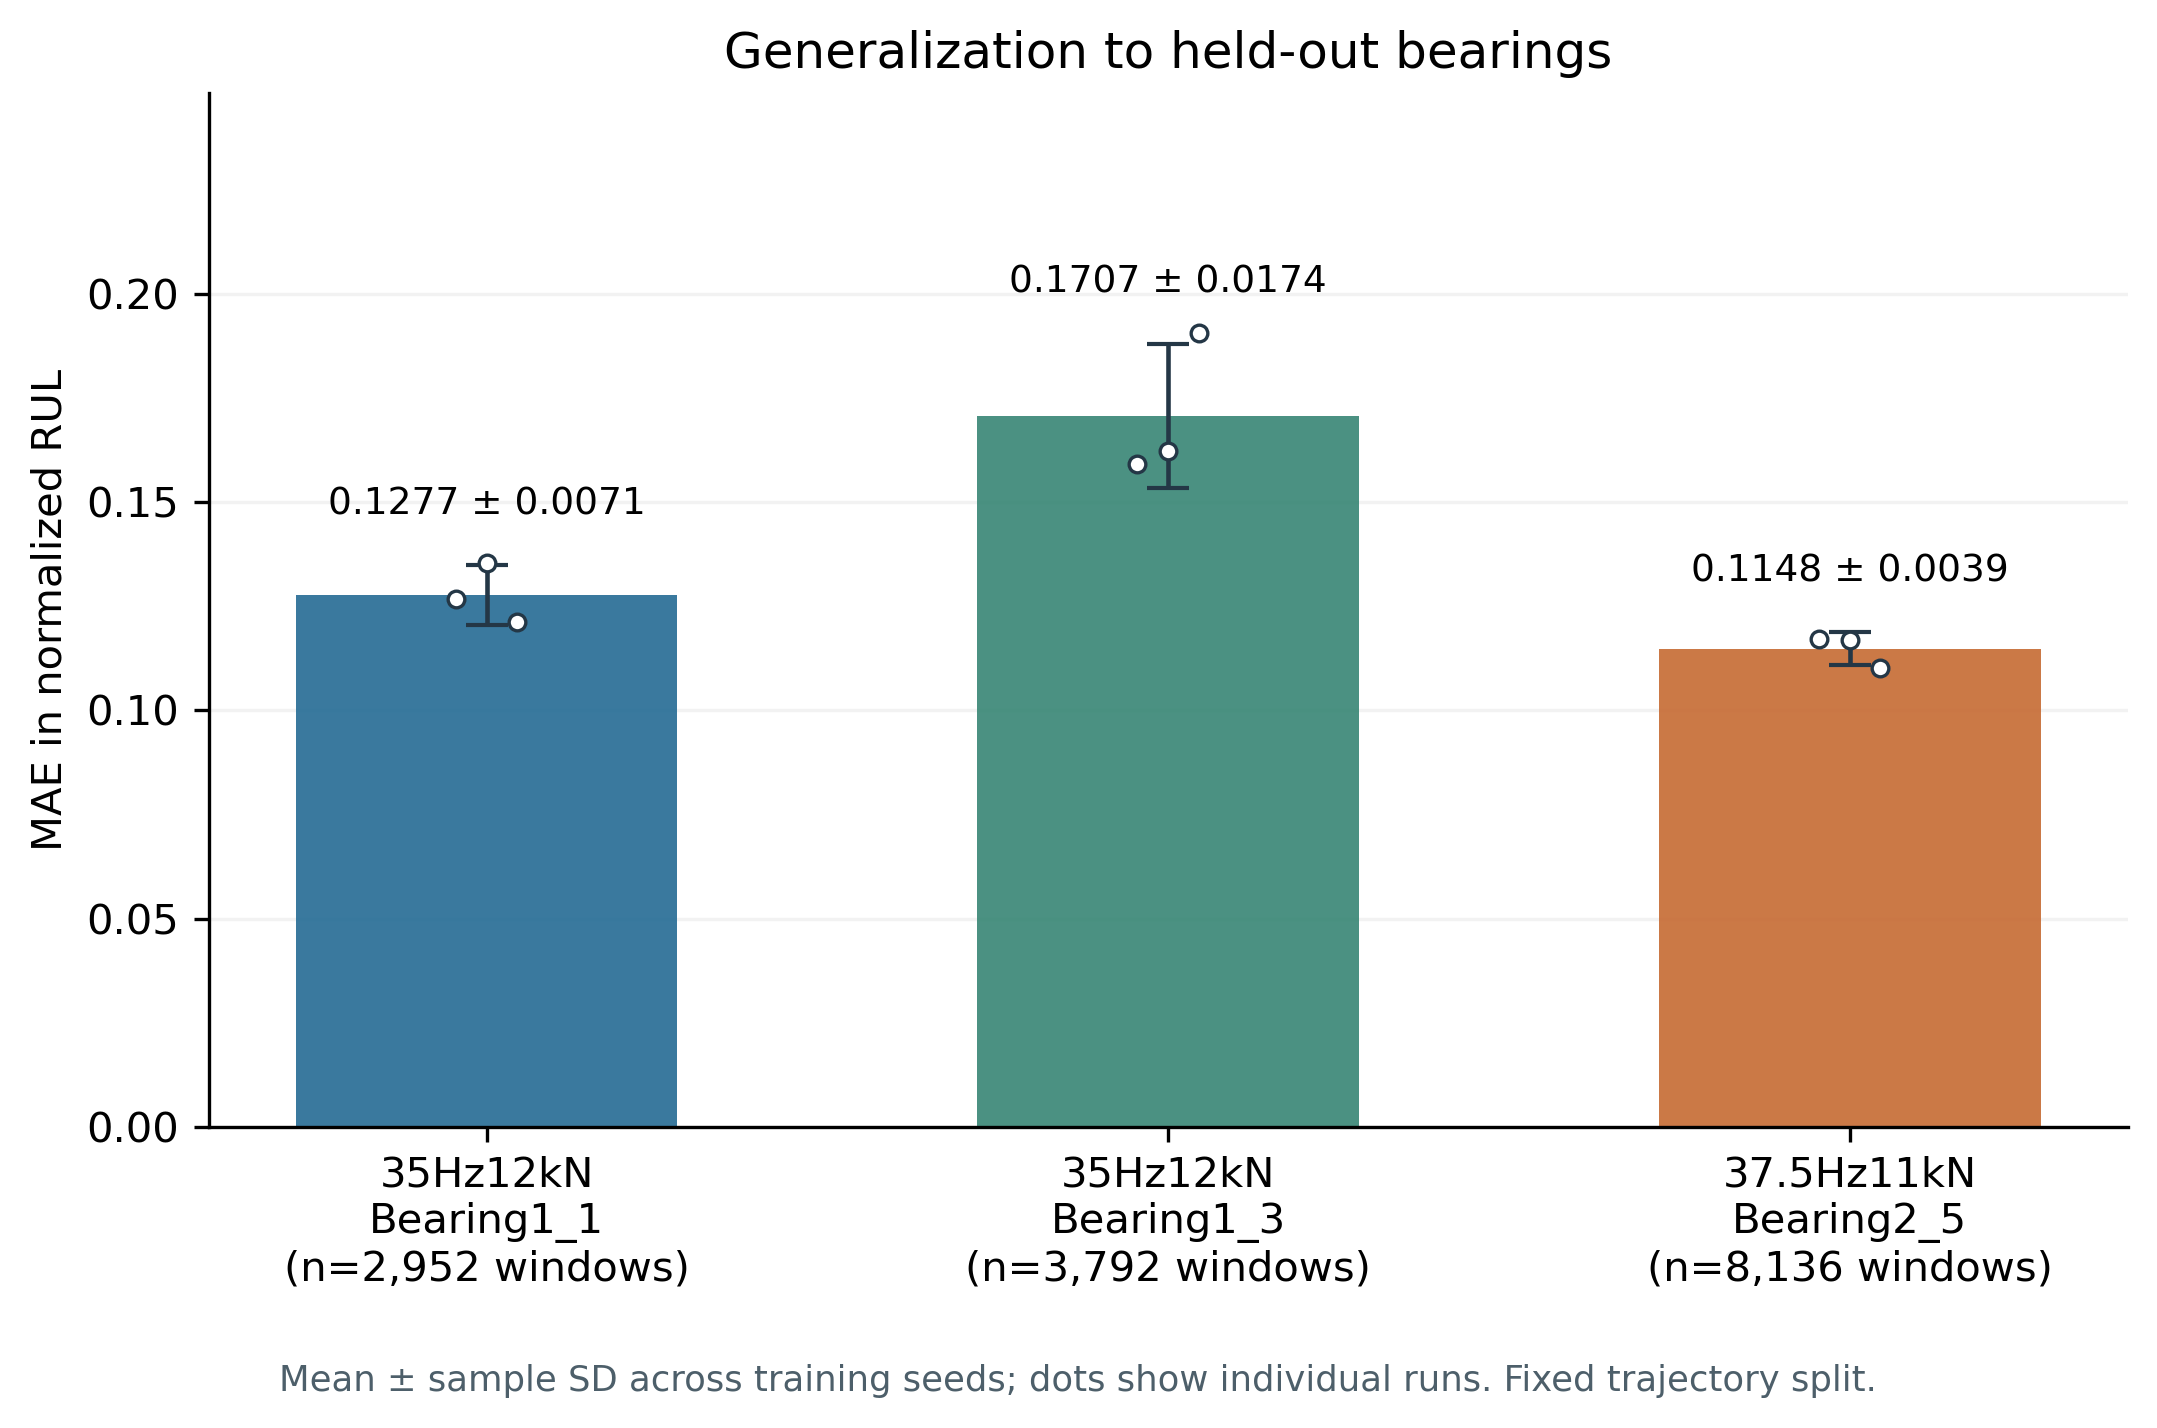 Generalization to held-out bearings
MAE in normalized RUL
0.20
0.15
0.10
0.05
0.00
0.1277 ± 0.0071
0.1707 ± 0.0174
0.1148 ± 0.0039
35Hz12kN
Bearing1_1
(n=2,952 windows)
35Hz12kN
Bearing1_3
(n=3,792 windows)
37.5Hz11kN
Bearing2_5
(n=8,136 windows)
Mean ± sample SD across training seeds; dots show individual runs. Fixed trajectory split.